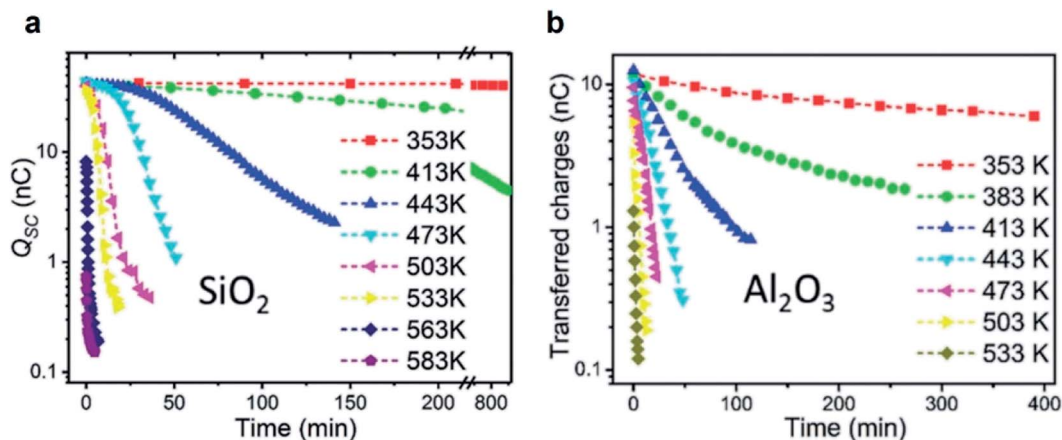 a
Q_SC (nC)
10
1
0.1
0 50 100 150 200 800
Time (min)
353K
413K
443K
473K
503K
533K
563K
583K
SiO₂
b
Transferred charges (nC)
10
1
0.1
0 100 200 300 400
Time (min)
353 K
383 K
413 K
443 K
473 K
503 K
533 K
Al₂O₃